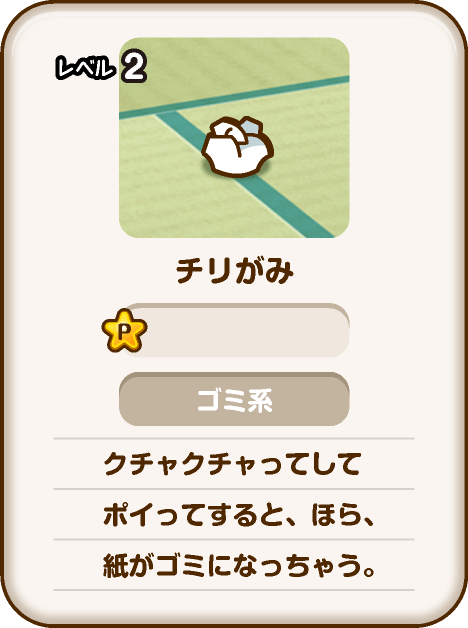 レベル 2
チリがみ
P
ゴミ系
クチャクチャってして
ポイってすると、ほら、
紙がゴミになっちゃう。